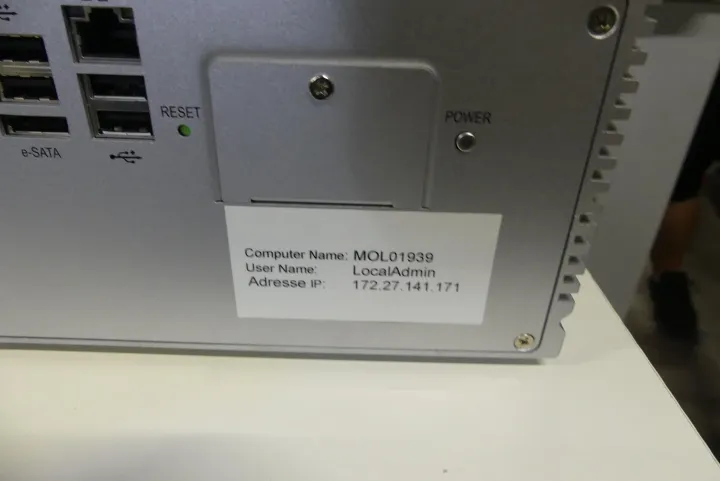 RESET
POWER
e-SATA
Computer Name: MOL01939
User Name: LocalAdmin
Adresse IP: 172.27.141.171